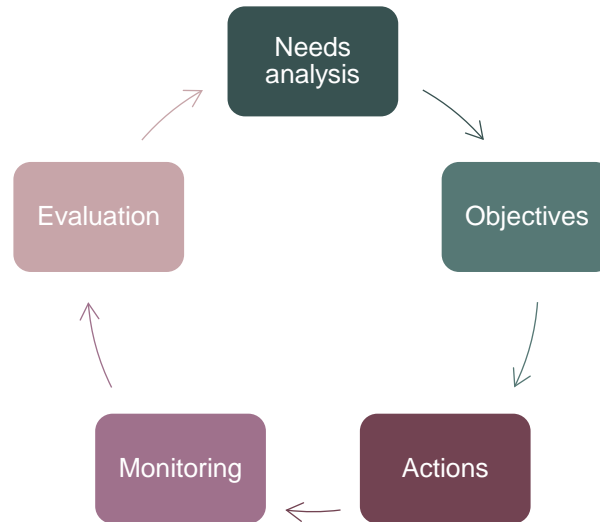 Needs
analysis
Objectives
Actions
Monitoring
Evaluation